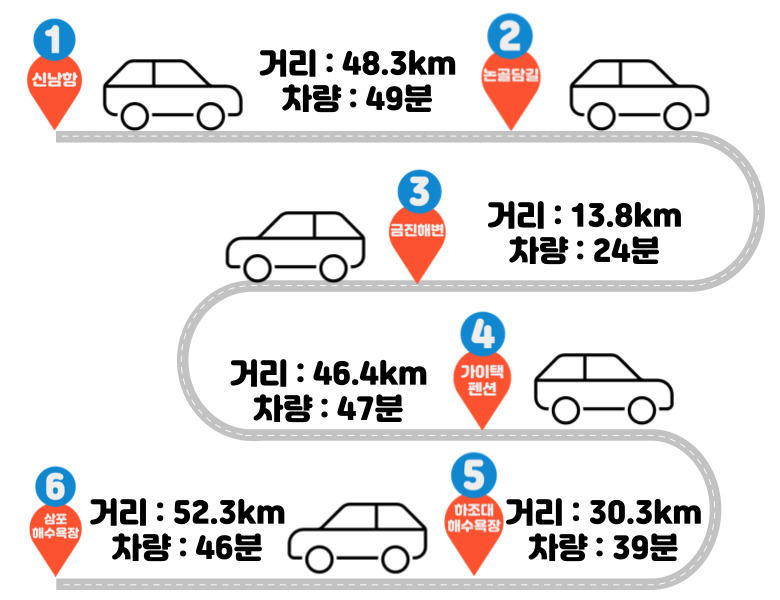 1
신남항
거리 : 48.3km
차량 : 49분
2
논골담길
3
금진해변
거리 : 13.8km
차량 : 24분
거리 : 46.4km
차량 : 47분
4
가이택
펜션
6
삼포
해수욕장
거리 : 52.3km
차량 : 46분
5
하조대
해수욕장
거리 : 30.3km
차량 : 39분